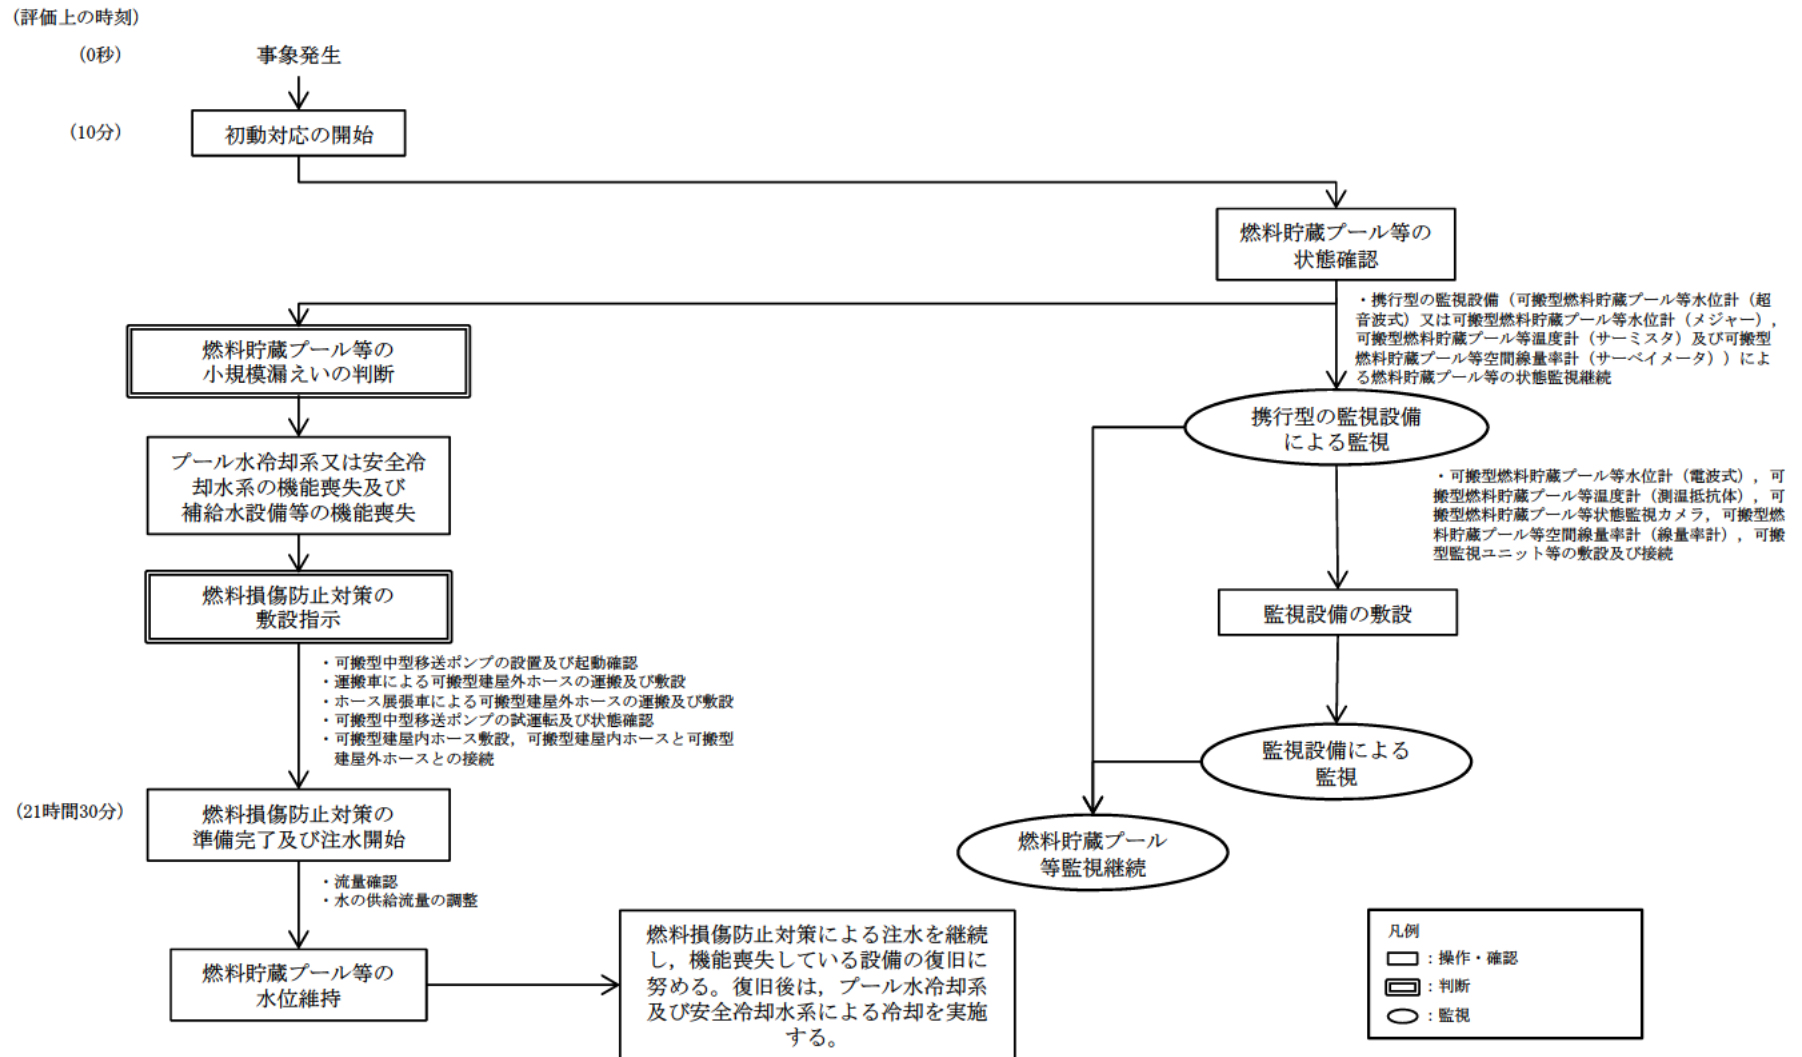 （評価上の時刻）
（0秒）
事象発生
（10分）
初動対応の開始
燃料貯蔵プール等の
状態確認
・携行型の監視設備（可搬型燃料貯蔵プール等水位計（超
音波式）又は可搬型燃料貯蔵プール等水位計（メジャー），
可搬型燃料貯蔵プール等温度計（サーミスタ）及び可搬型
燃料貯蔵プール等空間線量率計（サーベイメータ））によ
る燃料貯蔵プール等の状態監視継続
燃料貯蔵プール等の
小規模漏えいの判断
携行型の監視設備
による監視
プール水冷却系又は安全冷
却水系の機能喪失及び
補給水設備等の機能喪失
・可搬型燃料貯蔵プール等水位計（電波式），可
搬型燃料貯蔵プール等温度計（測温抵抗体），可
搬型燃料貯蔵プール等状態監視カメラ，可搬型燃
料貯蔵プール等空間線量率計（線量率計），可搬
型監視ユニット等の敷設及び接続
燃料損傷防止対策の
敷設指示
監視設備の敷設
・可搬型中型移送ポンプの設置及び起動確認
・運搬車による可搬型建屋外ホースの運搬及び敷設
・ホース展張車による可搬型建屋外ホースの運搬及び敷設
・可搬型中型移送ポンプの試運転及び状態確認
・可搬型建屋内ホース敷設，可搬型建屋内ホースと可搬型
建屋外ホースとの接続
監視設備による
監視
（21時間30分）
燃料損傷防止対策の
準備完了及び注水開始
燃料貯蔵プール
等監視継続
・流量確認
・水の供給流量の調整
燃料貯蔵プール等の
水位維持
燃料損傷防止対策による注水を継続
し，機能喪失している設備の復旧に
努める。復旧後は，プール水冷却系
及び安全冷却水系による冷却を実施
する。
凡例
：操作・確認
：判断
：監視